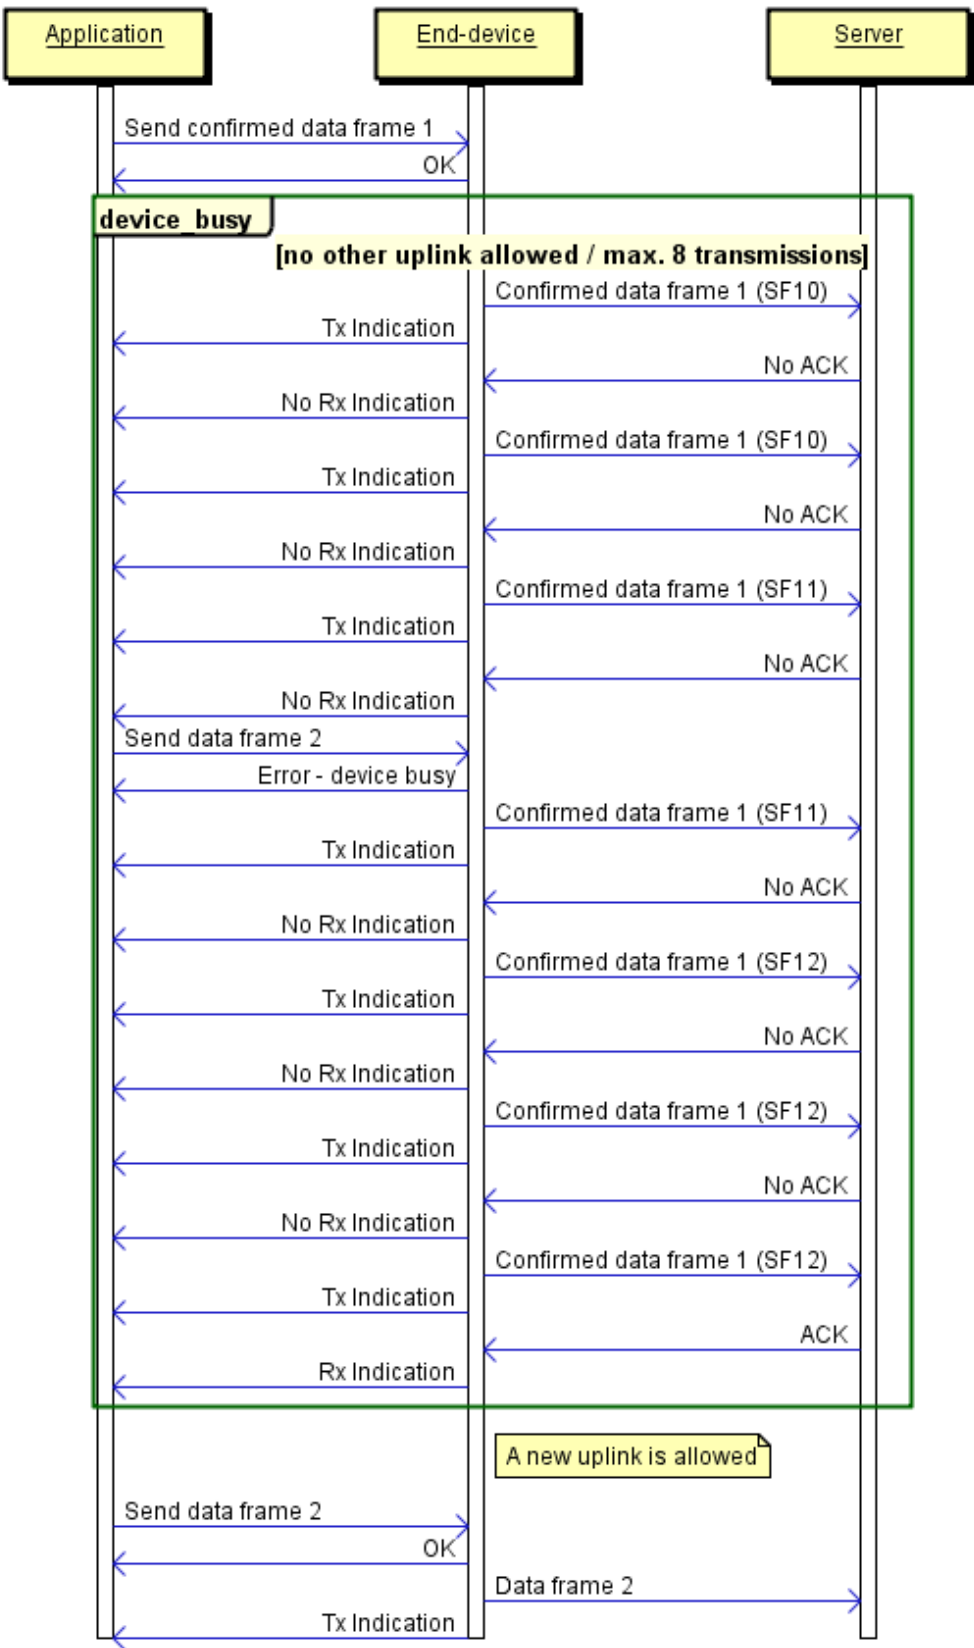 Application
End-device
Server
Send confirmed data frame 1
OK
device_busy
[no other uplink allowed / max. 8 transmissions]
Confirmed data frame 1 (SF10)
Tx Indication
No ACK
No Rx Indication
Confirmed data frame 1 (SF10)
Tx Indication
No ACK
No Rx Indication
Confirmed data frame 1 (SF11)
Tx Indication
No ACK
No Rx Indication
Send data frame 2
Error - device busy
Confirmed data frame 1 (SF11)
Tx Indication
No ACK
No Rx Indication
Confirmed data frame 1 (SF12)
Tx Indication
No ACK
No Rx Indication
Confirmed data frame 1 (SF12)
Tx Indication
No ACK
No Rx Indication
Confirmed data frame 1 (SF12)
Tx Indication
ACK
Rx Indication
A new uplink is allowed
Send data frame 2
OK
Data frame 2
Tx Indication